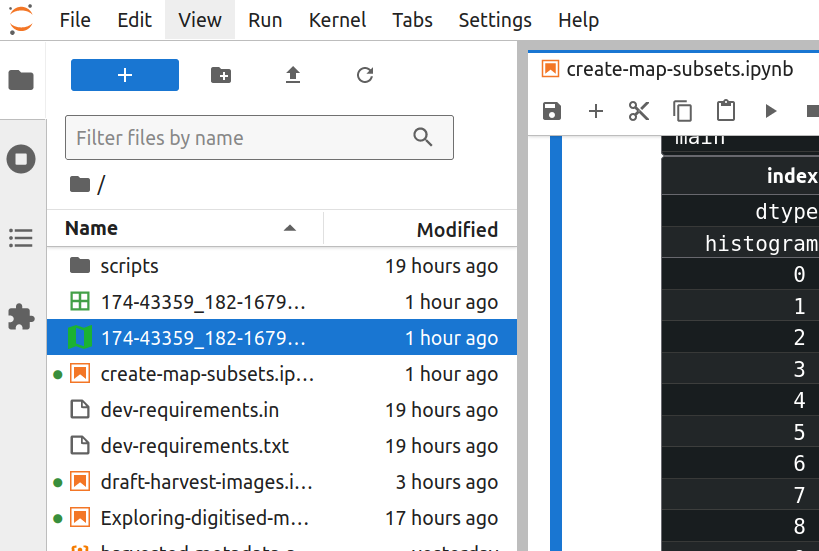 File Edit View Run Kernel Tabs Settings Help
create-map-subsets.ipynb
Filter files by name
/
Name Modified
scripts 19 hours ago
174-43359_182-1679… 1 hour ago
174-43359_182-1679… 1 hour ago
create-map-subsets.ip… 1 hour ago
dev-requirements.in 19 hours ago
dev-requirements.txt 19 hours ago
draft-harvest-images.i… 3 hours ago
Exploring-digitised-m… 17 hours ago
yesterday
main
index
dtype
histogram
0
1
2
3
4
5
6
7
8